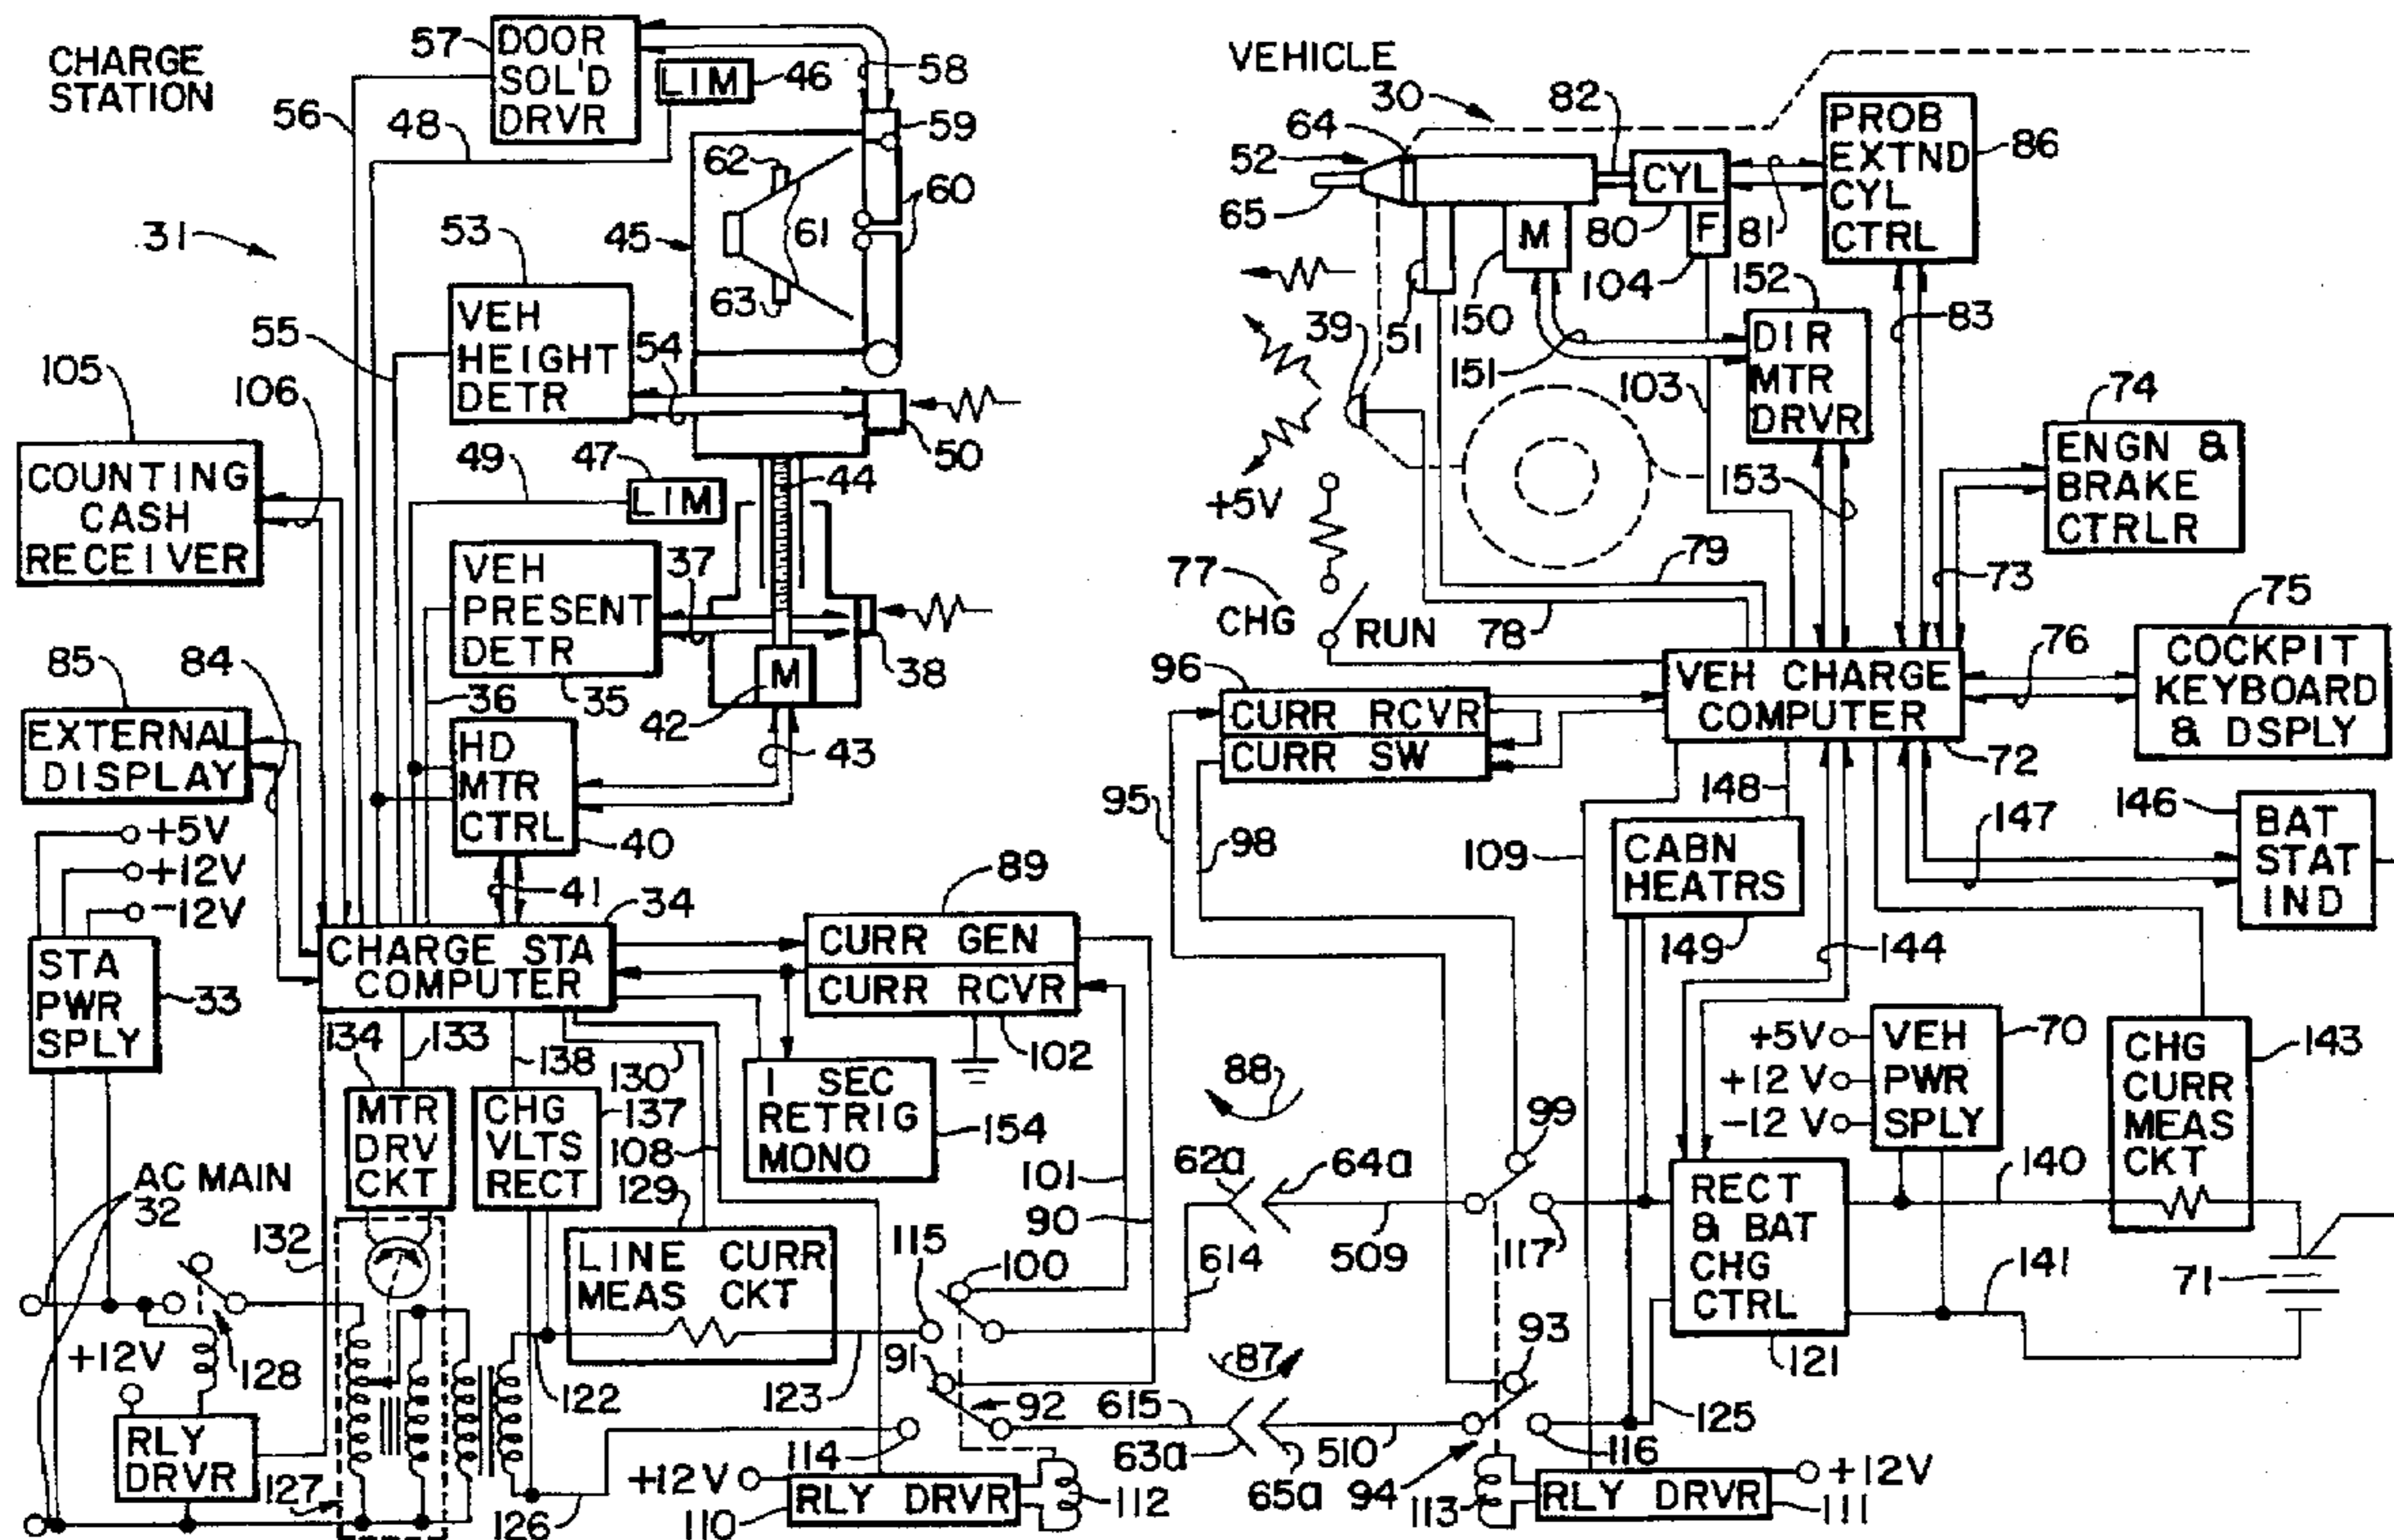 CHARGE
STATION
57
DOOR
SOL'D
DRVR
58
LIM
46
56
48
59
62
60
61
45
63
31
53
VEH
HEIGHT
DETR
54
55
50
105
106
COUNTING
CASH
RECEIVER
49
47
LIM
44
VEH
PRESENT
DETR
37
38
36
35
M
42
43
85
84
EXTERNAL
DISPLAY
HD
MTR
CTRL
40
41
+5V
+12V
-12V
34
89
STA
PWR
SPLY
33
CHARGE STA
COMPUTER
CURR GEN
CURR RCVR
102
134
133
138
130
MTR
DRV
CKT
CHG
VLTS
RECT
137
108
129
1 SEC
RETRIG
MONO
154
101
90
AC MAIN
32
132
LINE CURR
MEAS CKT
115
100
+12V
128
91
122
123
92
RLY
DRVR
127
126
114
+12V
110
RLY DRVR
112
VEHICLE
30
64
82
52
65
CYL
PROB
EXTND
CYL
CTRL
86
M
80
F
81
51
150
104
152
83
39
151
103
DIR
MTR
DRVR
153
74
ENGN &
BRAKE
CTRLR
+5V
73
77
CHG
RUN
79
78
75
COCKPIT
KEYBOARD
& DSPLY
76
96
CURR RCVR
CURR SW
VEH CHARGE
COMPUTER
72
95
98
148
109
CABN
HEATRS
149
147
146
BAT
STAT
IND
144
+5V
+12V
-12V
VEH
PWR
SPLY
70
CHG
CURR
MEAS
CKT
143
88
99
62a
64a
614
509
117
RECT
& BAT
CHG
CTRL
121
140
141
71
87
93
615
63a
65a
510
94
116
125
113
RLY DRVR
+12V
111